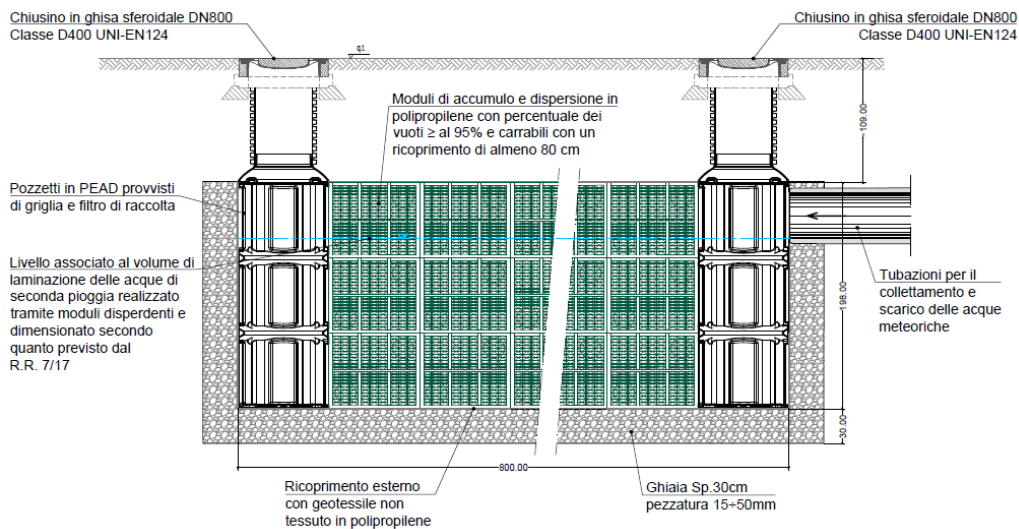 Chiusino in ghisa sferoidale DN800
Classe D400 UNI-EN124
Chiusino in ghisa sferoidale DN800
Classe D400 UNI-EN124
Moduli di accumulo e dispersione in
polipropilene con percentuale dei
vuoti ≥ al 95% e carrabili con un
ricoprimento di almeno 80 cm
109.00
Pozzetti in PEAD provvisti
di griglia e filtro di raccolta
Livello associato al volume di
laminazione delle acque di
seconda pioggia realizzato
tramite moduli disperdenti e
dimensionato secondo
quanto previsto dal
R.R. 7/17
Tubazioni per il
collettamento e
scarico delle acque
meteoriche
198.00
30.00
800.00
Ricoprimento esterno
con geotessile non
tessuto in polipropilene
Ghiaia Sp.30cm
pezzatura 15÷50mm